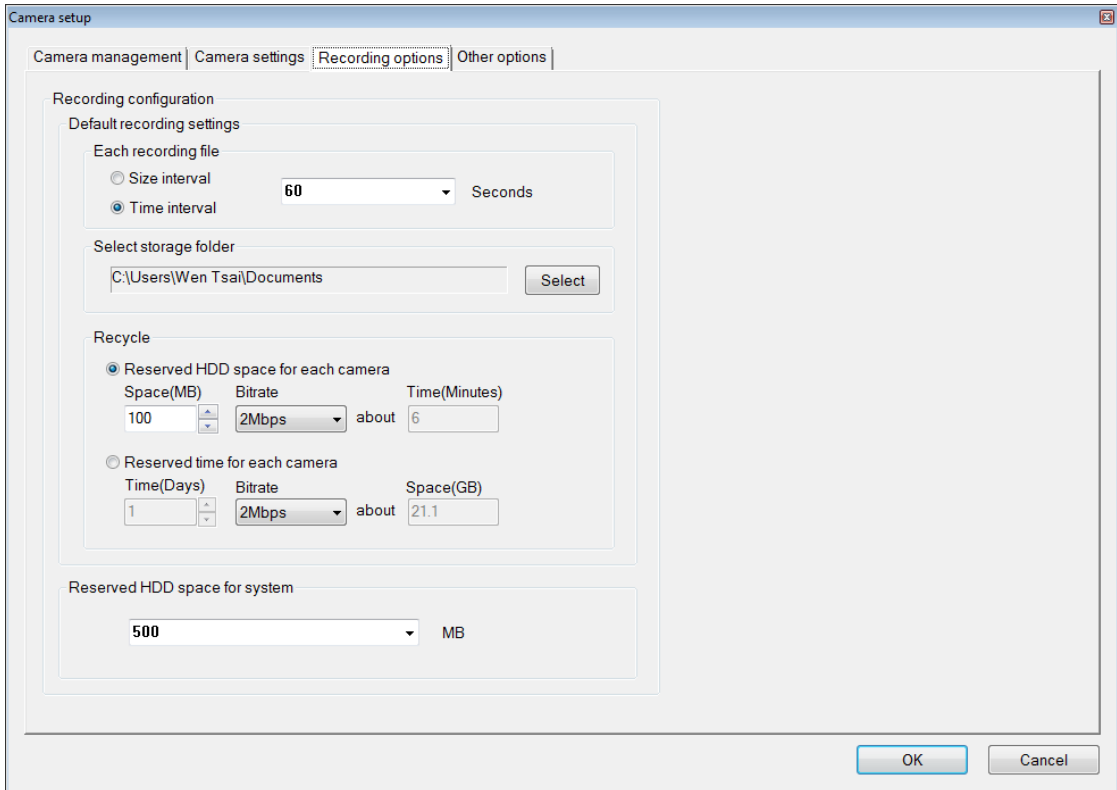 Camera setup
Camera management Camera settings Recording options Other options
Recording configuration
Default recording settings
Each recording file
Size interval
60 Seconds
Time interval
Select storage folder
C:\Users\Wen Tsai\Documents Select
Recycle
Reserved HDD space for each camera
Space(MB) Bitrate Time(Minutes)
100 2Mbps about 6
Reserved time for each camera
Time(Days) Bitrate Space(GB)
1 2Mbps about 21.1
Reserved HDD space for system
500 MB
OK Cancel